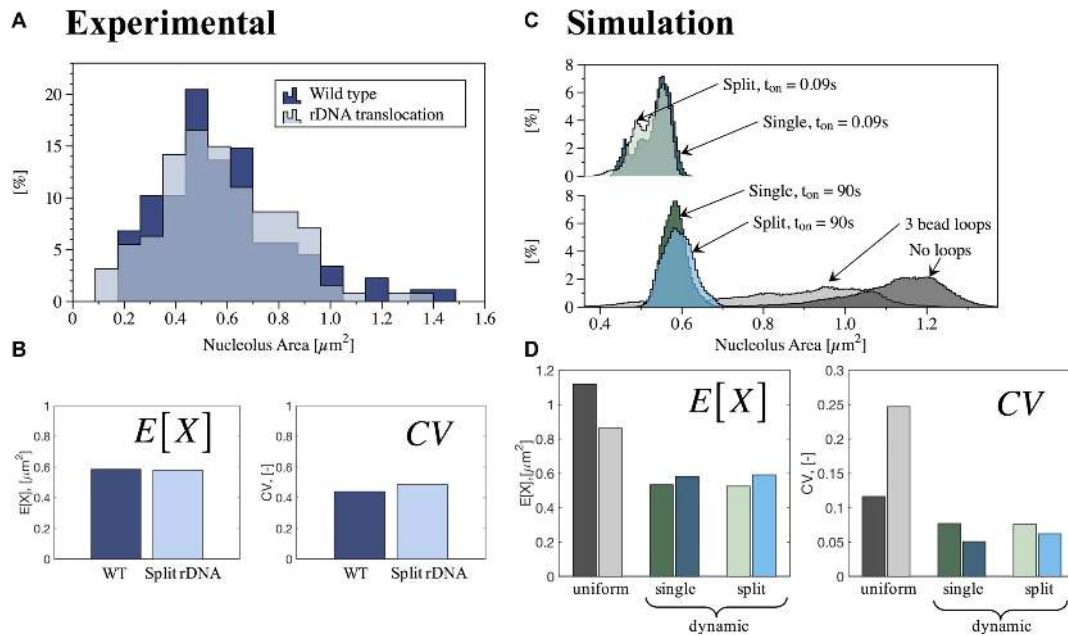 A Experimental
20
15
10
5
0
[%]
Wild type
rDNA translocation
0 0.2 0.4 0.6 0.8 1.0 1.2 1.4 1.6
Nucleolus Area [μm²]
B
1
0.8
0.6
0.4
0.2
0
E[X], [μm²]
E[X]
WT Split rDNA
1
0.8
0.6
0.4
0.2
0
CV, [-]
CV
WT Split rDNA
C Simulation
8
6
4
2
0
[%]
Split, t_on = 0.09s
Single, t_on = 0.09s
8
6
4
2
0
[%]
Single, t_on = 90s
Split, t_on = 90s
3 bead loops
No loops
0.4 0.6 0.8 1.0 1.2
Nucleolus Area [μm²]
D
1.2
1
0.8
0.6
0.4
0.2
0
E[X], [μm²]
E[X]
uniform single split
dynamic
0.3
0.25
0.20
0.15
0.10
0.05
0
CV, [-]
CV
uniform single split
dynamic